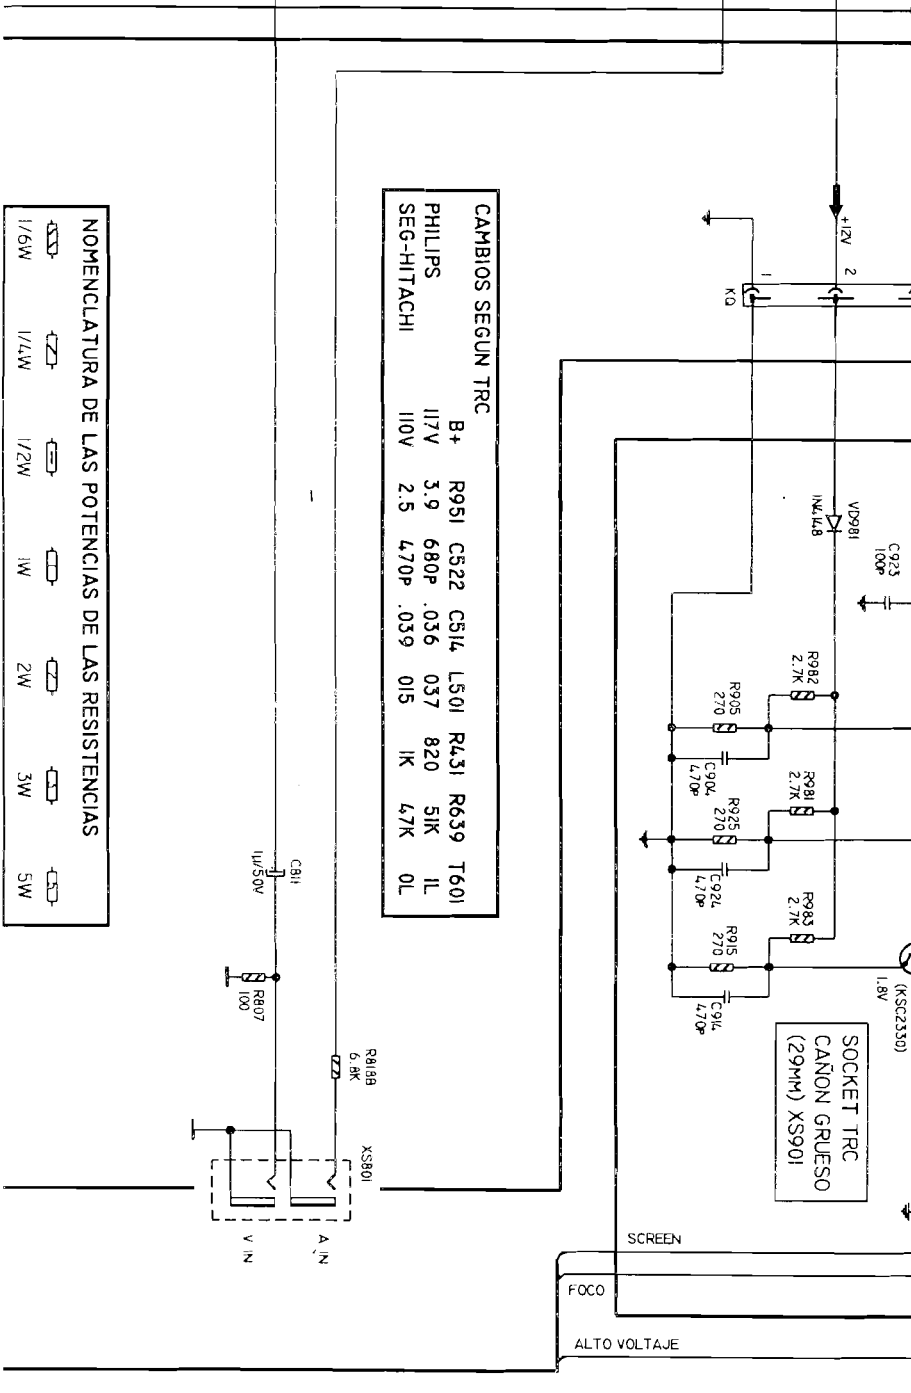 +12V
2
1
KQ
VD981
1N4148
C923
100P
R982
2.7K
R905
270
C904
470P
R981
2.7K
R925
270
C924
470P
R983
2.7K
R915
270
C914
470P
(KSC2330)
1.8V
SOCKET TRC
CAÑON GRUESO
(29MM) XS901
CAMBIOS SEGUN TRC
B+ R951 C522 C514 L501 R431 R639 T601
PHILIPS 117V 3.9 680P .036 037 820 51K 1L
SEG-HITACHI 110V 2.5 470P .039 015 1K 47K 0L
C811
1µ/50V
R807
100
R818B
6.8K
XS801
A IN
V IN
NOMENCLATURA DE LAS POTENCIAS DE LAS RESISTENCIAS
1/6W 1/4W 1/2W 1W 2W 3W 5W
SCREEN
FOCO
ALTO VOLTAJE